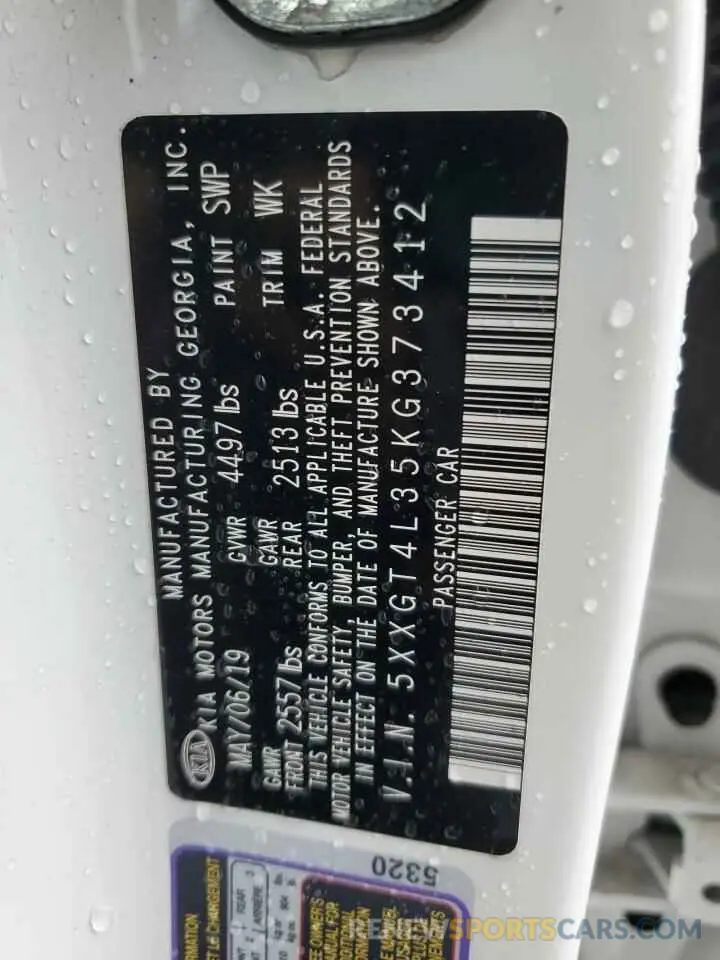 MANUFACTURED BY
KIA KIA MOTORS MANUFACTURING GEORGIA, INC.
MAY/06/19 GVWR 4497 lbs PAINT SWP
GAWR GAWR TRIM WK
FRONT 2557 lbs REAR 2513 lbs
THIS VEHICLE CONFORMS TO ALL APPLICABLE U.S.A. FEDERAL
MOTOR VEHICLE SAFETY, BUMPER, AND THEFT PREVENTION STANDARDS
IN EFFECT ON THE DATE OF MANUFACTURE SHOWN ABOVE.
V.I.N. 5XXGT4L35KG373412
PASSENGER CAR
5320
RENEWSUSEDCARS.COM